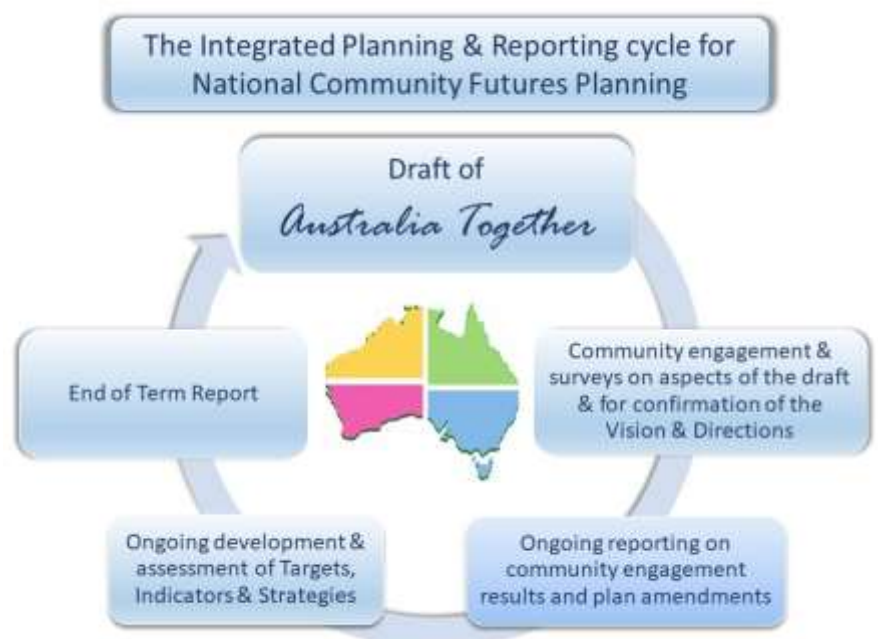 The Integrated Planning & Reporting cycle for
National Community Futures Planning
Draft of
Australia Together
Community engagement &
surveys on aspects of the draft
& for confirmation of the
Vision & Directions
Ongoing reporting on
community engagement
results and plan amendments
Ongoing development &
assessment of Targets,
Indicators & Strategies
End of Term Report